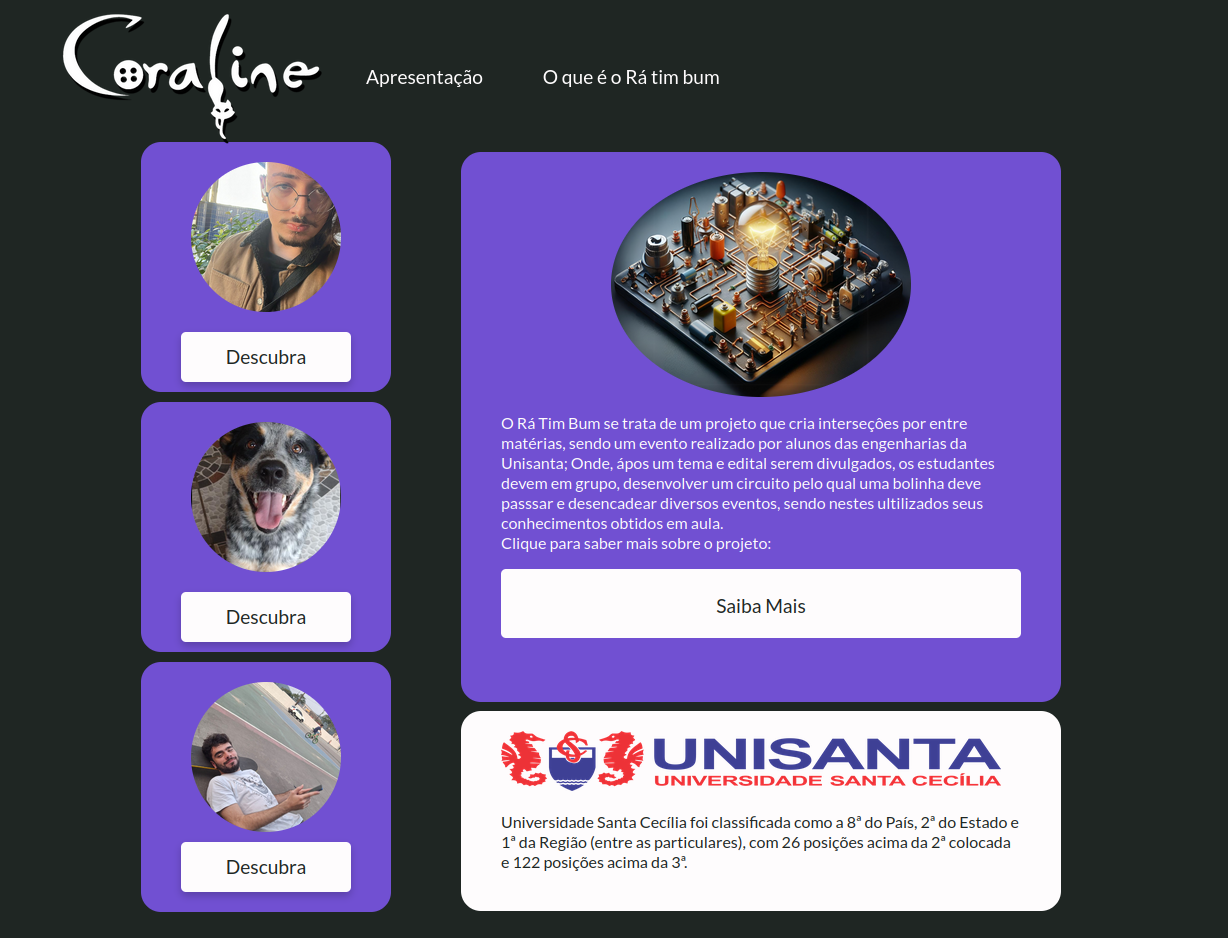 Coraline
Apresentação
O que é o Rá tim bum
Descubra
Descubra
Descubra
O Rá Tim Bum se trata de um projeto que cria interseções por entre
matérias, sendo um evento realizado por alunos das engenharias da
Unisanta; Onde, ápos um tema e edital serem divulgados, os estudantes
devem em grupo, desenvolver um circuito pelo qual uma bolinha deve
passsar e desencadear diversos eventos, sendo nestes ultilizados seus
conhecimentos obtidos em aula.
Clique para saber mais sobre o projeto:
Saiba Mais
UNISANTA
UNIVERSIDADE SANTA CECÍLIA
Universidade Santa Cecília foi classificada como a 8ª do País, 2ª do Estado e
1ª da Região (entre as particulares), com 26 posições acima da 2ª colocada
e 122 posições acima da 3ª.